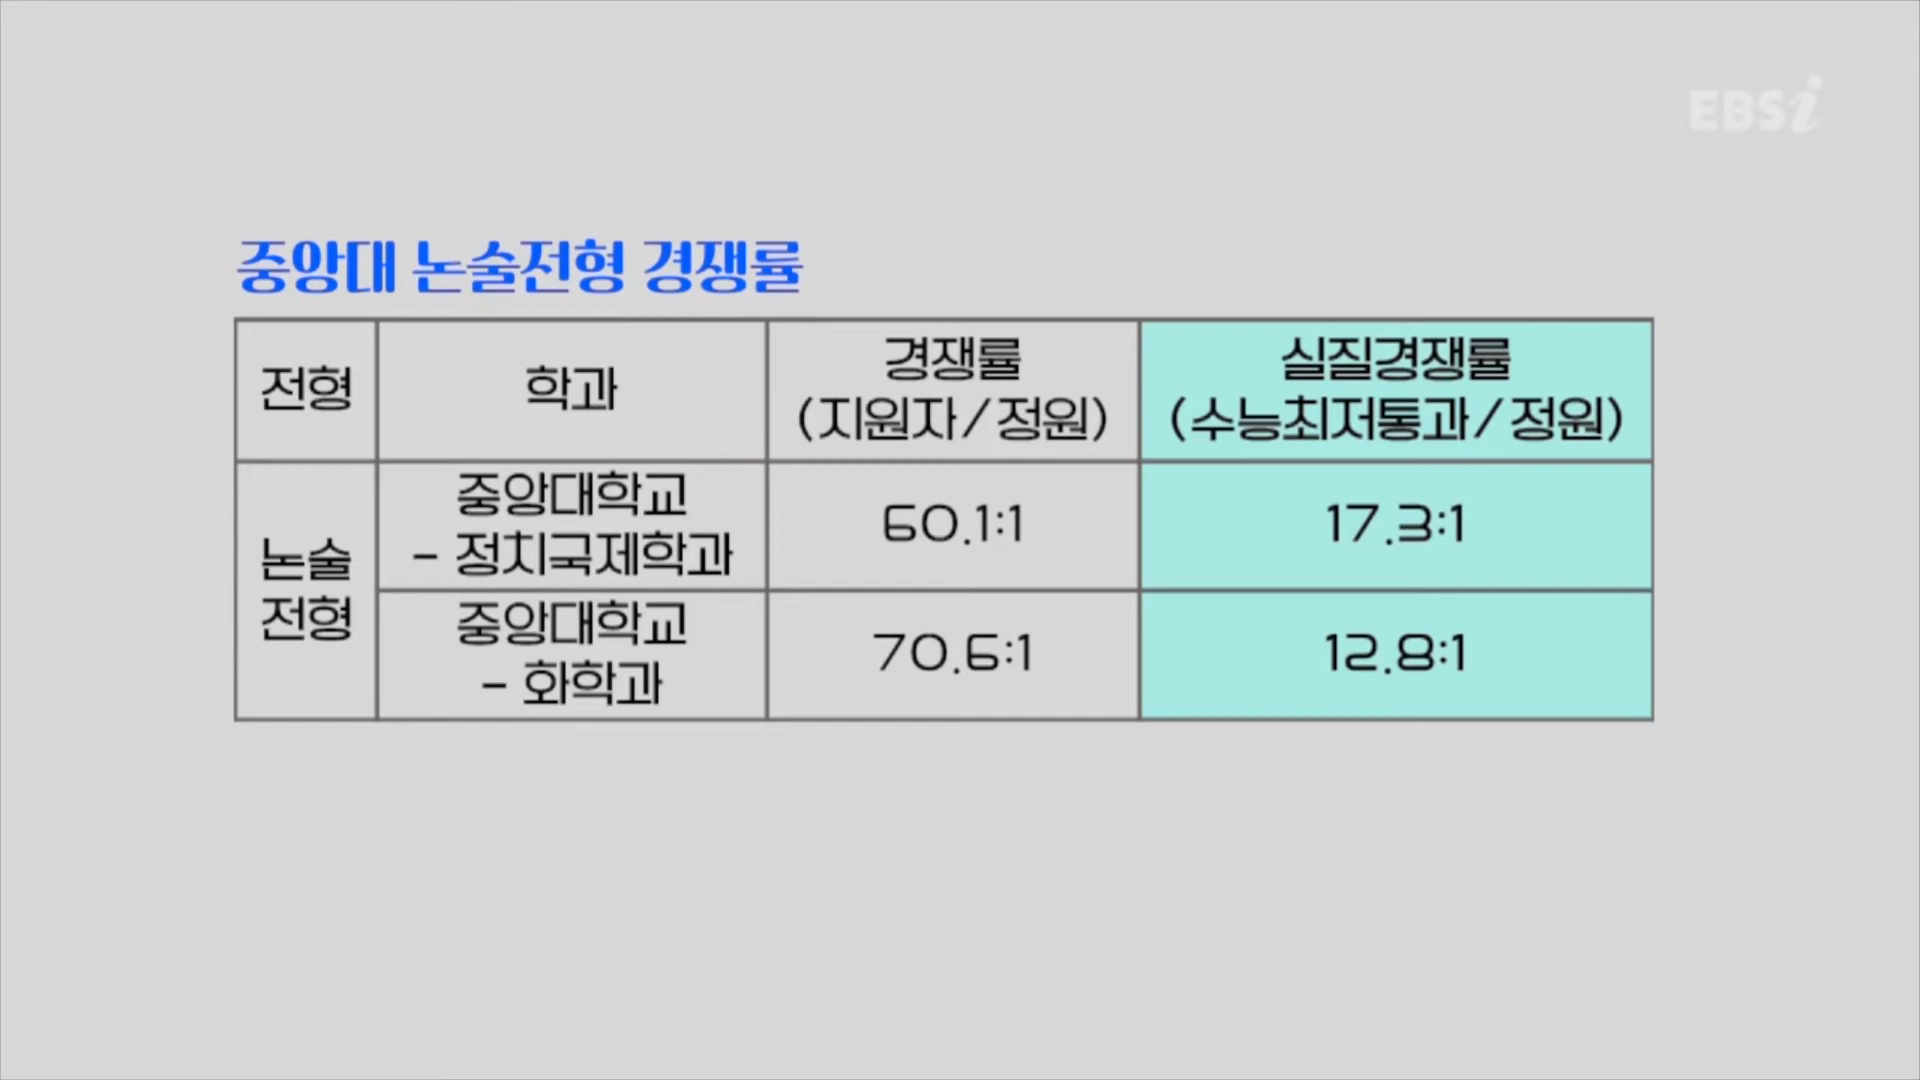 EBSi
중앙대 논술전형 경쟁률
전형
학과
경쟁률
(지원자/정원)
실질경쟁률
(수능최저통과/정원)
논술
전형
중앙대학교
- 정치국제학과
60.1:1
17.3:1
중앙대학교
- 화학과
70.6:1
12.8:1